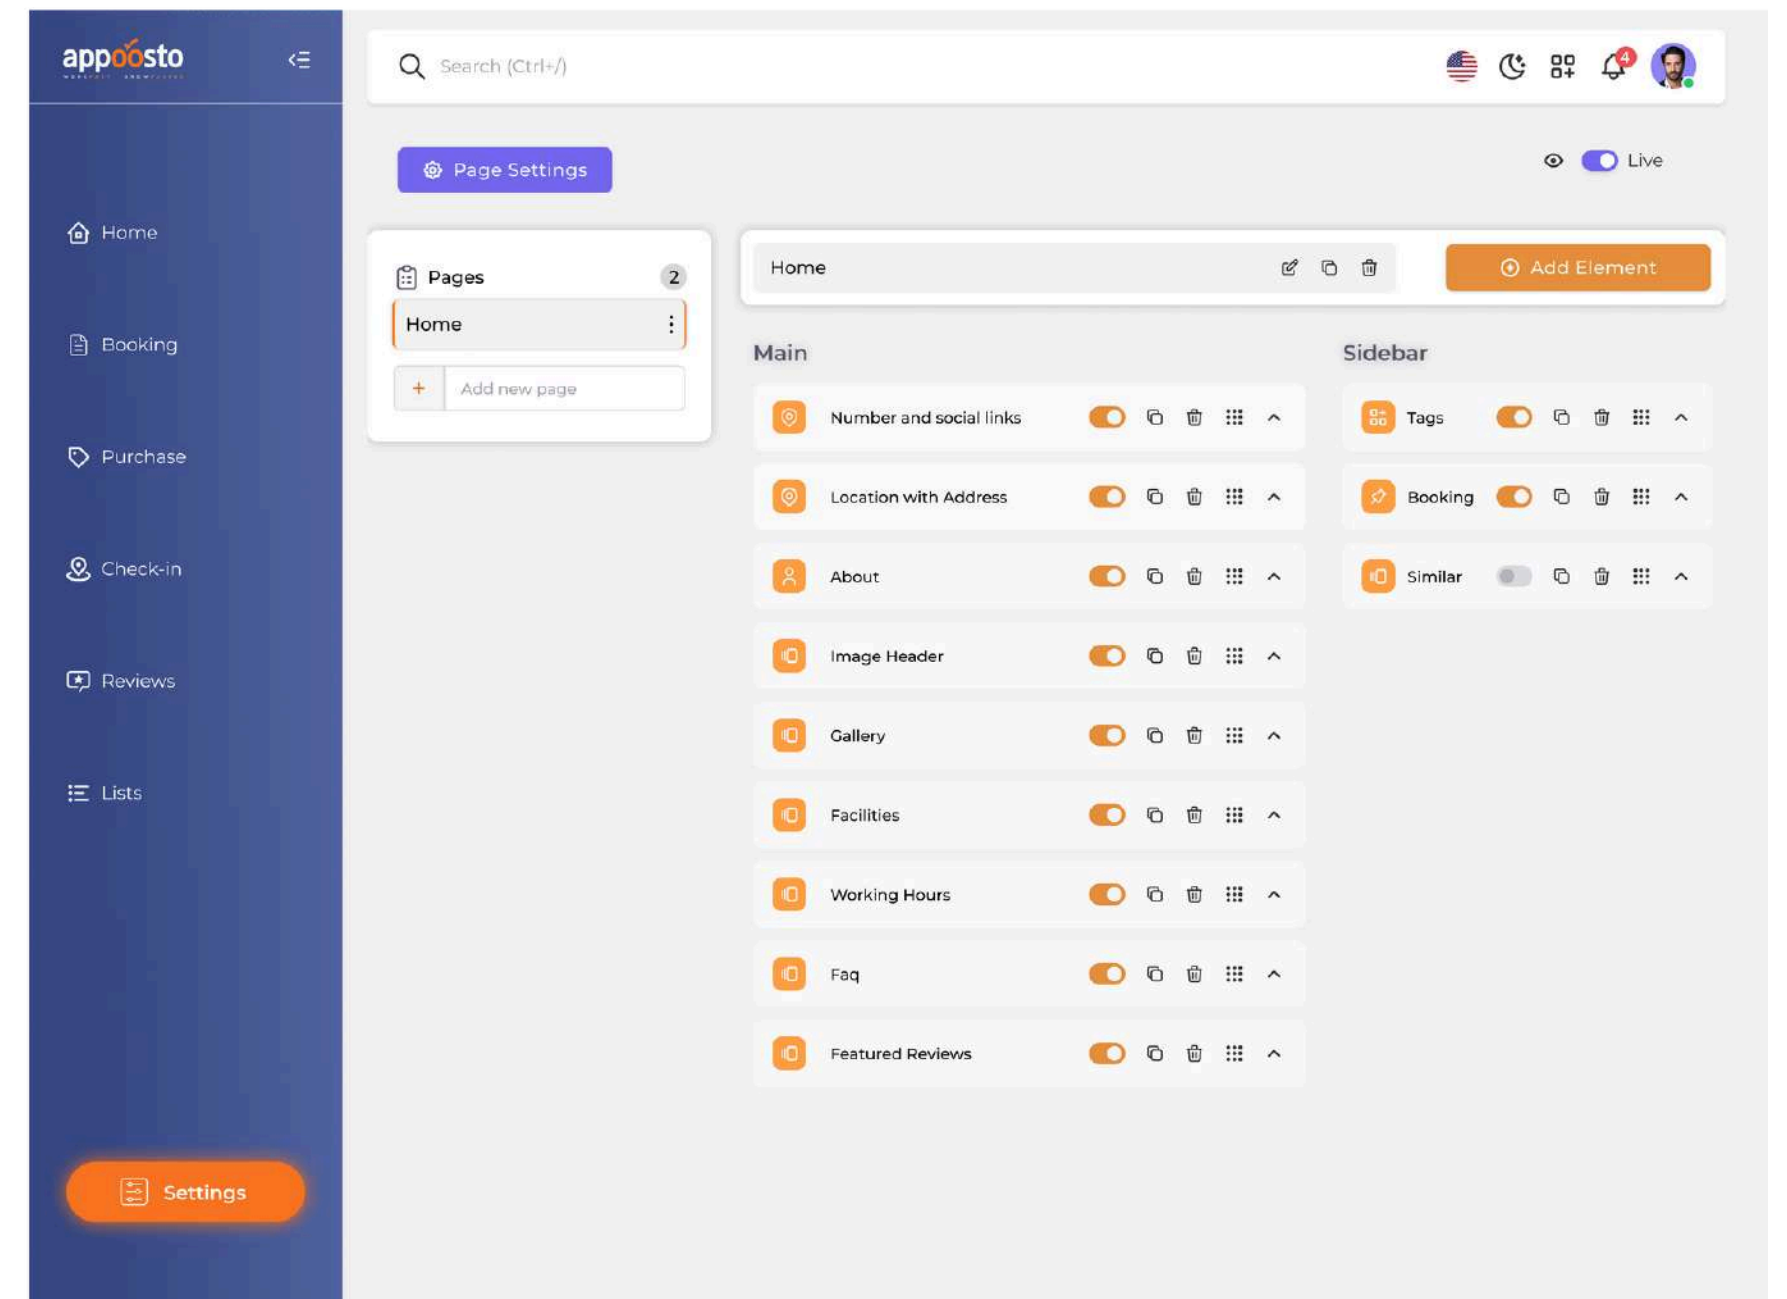 appoosto
Search (Ctrl+/)
4
Page Settings
Live
Home
Booking
Purchase
Check-in
Reviews
Lists
Settings
Pages
2
Home
+ Add new page
Home
Add Element
Main
Number and social links
Location with Address
About
Image Header
Gallery
Facilities
Working Hours
Faq
Featured Reviews
Sidebar
Tags
Booking
Similar